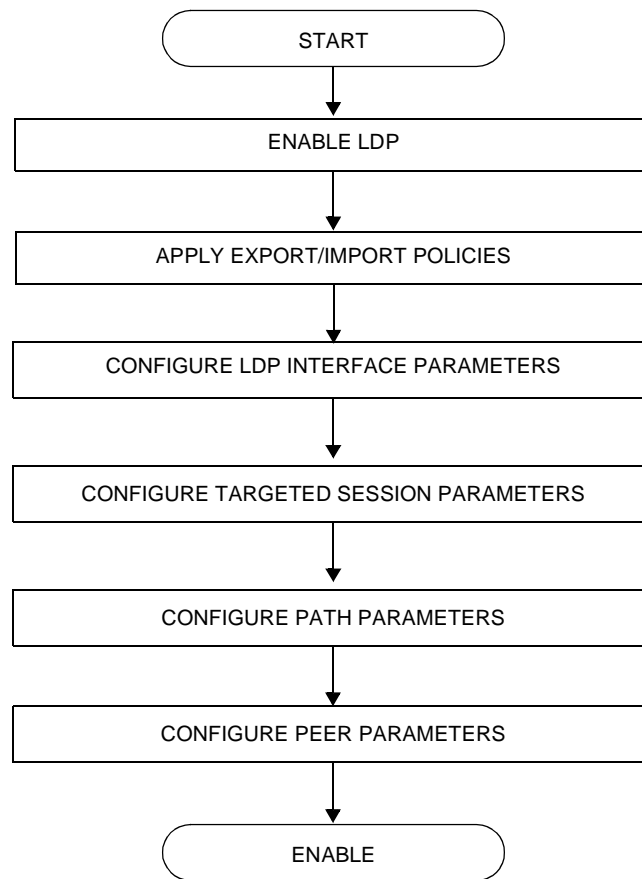 START
ENABLE LDP
APPLY EXPORT/IMPORT POLICIES
CONFIGURE LDP INTERFACE PARAMETERS
CONFIGURE TARGETED SESSION PARAMETERS
CONFIGURE PATH PARAMETERS
CONFIGURE PEER PARAMETERS
ENABLE